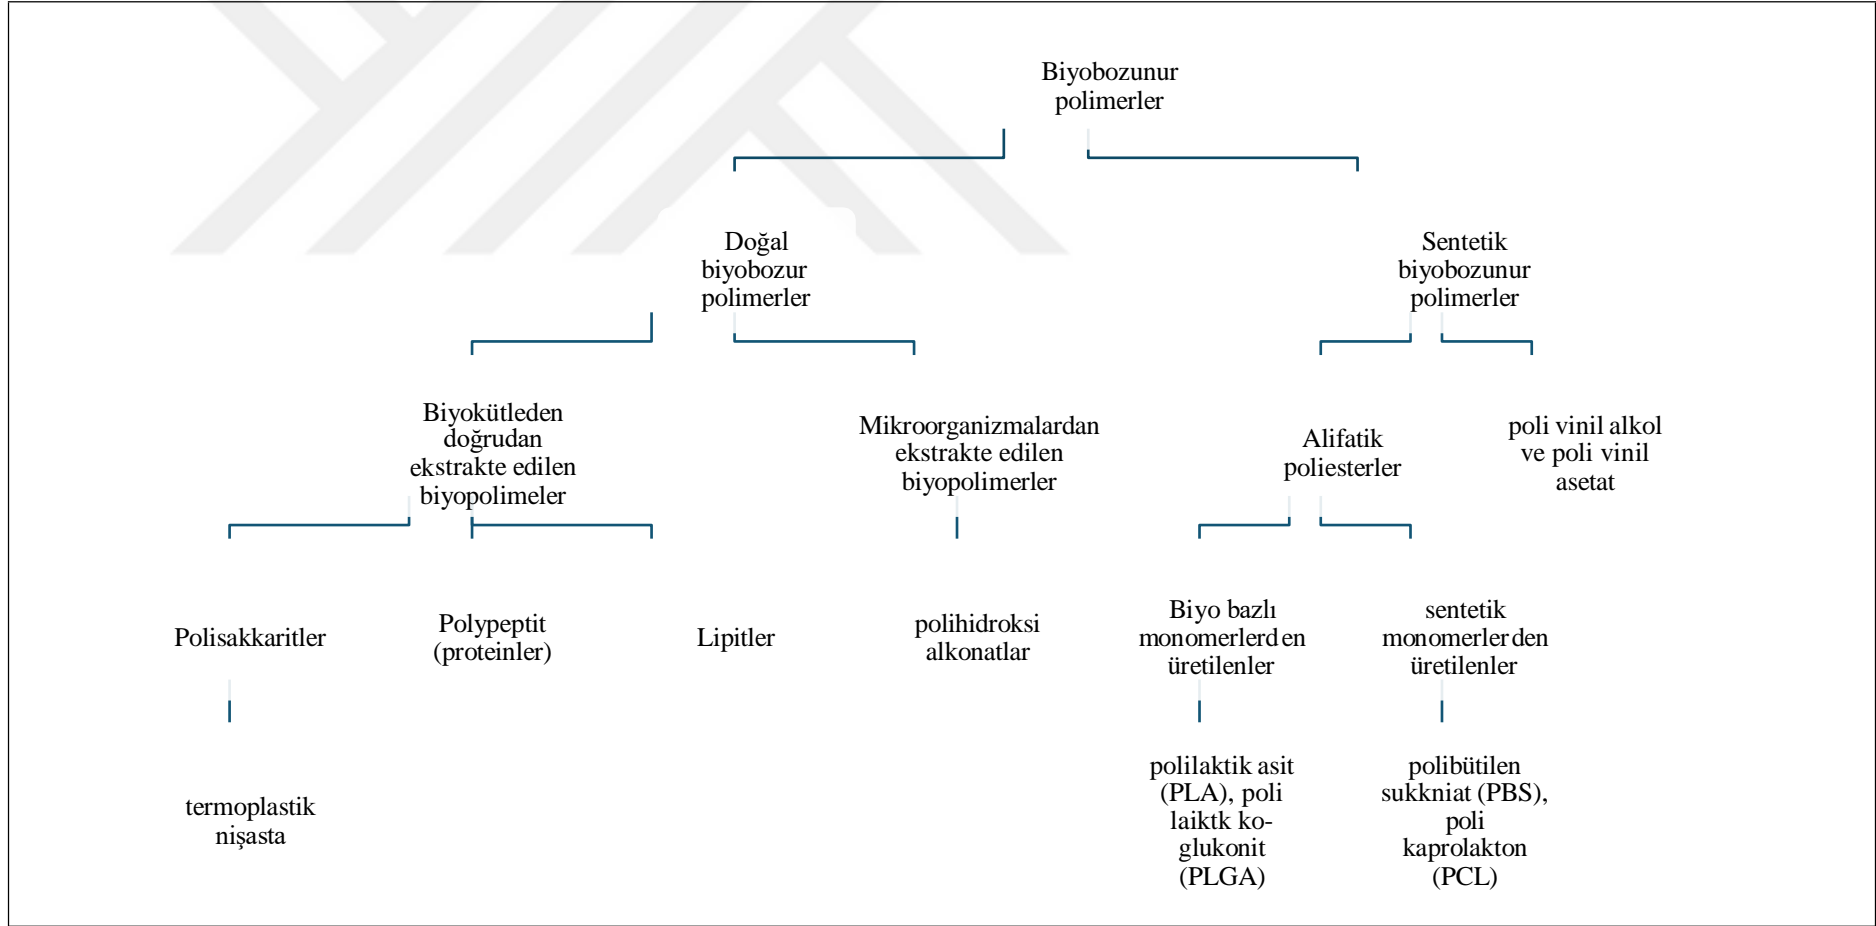 Biyobozunur
polimerler
Doğal
biyobozur
polimerler
Sentetik
biyobozunur
polimerler
Biyokütleden
doğrudan
ekstrakte edilen
biyopolimeler
Mikroorganizmalardan
ekstrakte edilen
biyopolimerler
Alifatik
poliesterler
poli vinil alkol
ve poli vinil
asetat
Polisakkaritler
Polypeptit
(proteinler)
Lipitler
polihidroksi
alkonatlar
Biyo bazlı
monomerlerden
üretilenler
sentetik
monomerlerden
üretilenler
termoplastik
nişasta
polilaktik asit
(PLA), poli
laiktk ko-
glukonit
(PLGA)
polibütilen
sukkniat (PBS),
poli
kaprolakton
(PCL)